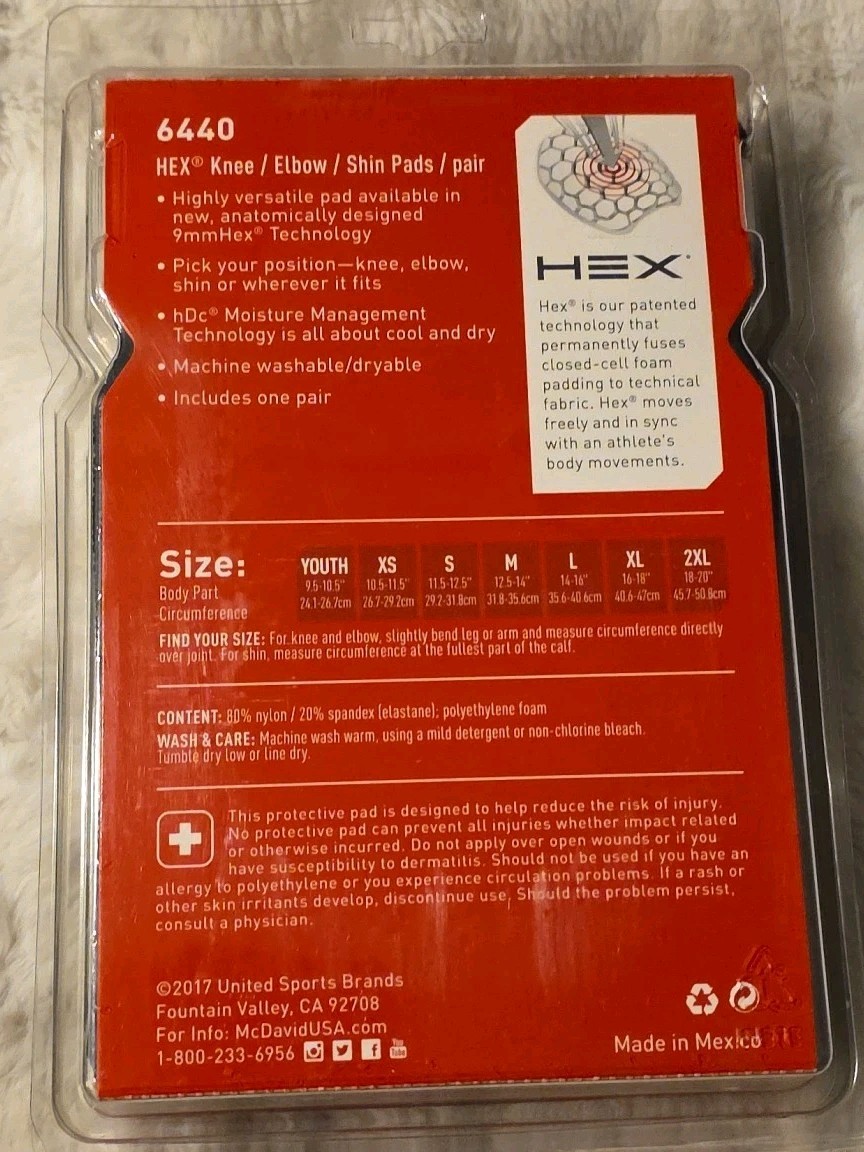 6440
HEX® Knee / Elbow / Shin Pads / pair
• Highly versatile pad available in
new, anatomically designed
9mmHex® Technology
• Pick your position—knee, elbow,
shin or wherever it fits
• hDc® Moisture Management
Technology is all about cool and dry
• Machine washable/dryable
• Includes one pair
HEX
Hex® is our patented
technology that
permanently fuses
closed-cell foam
padding to technical
fabric. Hex® moves
freely and in sync
with an athlete's
body movements.
Size: YOUTH XS S M L XL 2XL
Body Part 9.5-10.5" 10.5-11.5" 11.5-12.5" 12.5-14" 14-16" 16-18" 18-20"
Circumference 24.1-26.7cm 26.7-29.2cm 29.2-31.8cm 31.8-35.6cm 35.6-40.6cm 40.6-47cm 45.7-50.8cm
FIND YOUR SIZE: For knee and elbow, slightly bend leg or arm and measure circumference directly
over joint. For shin, measure circumference at the fullest part of the calf.
CONTENT: 80% nylon / 20% spandex (elastane); polyethylene foam
WASH & CARE: Machine wash warm, using a mild detergent or non-chlorine bleach.
Tumble dry low or line dry.
This protective pad is designed to help reduce the risk of injury.
No protective pad can prevent all injuries whether impact related
or otherwise incurred. Do not apply over open wounds or if you
have susceptibility to dermatitis. Should not be used if you have an
allergy to polyethylene or you experience circulation problems. If a rash or
other skin irritants develop, discontinue use. Should the problem persist,
consult a physician.
©2017 United Sports Brands
Fountain Valley, CA 92708
For Info: McDavidUSA.com
1-800-233-6956
You
Tube
Made in Mexico